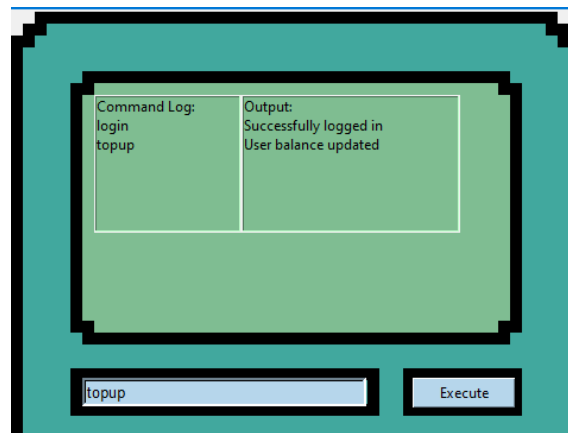 Command Log:
login
topup
Output:
Successfully logged in
User balance updated
topup
Execute